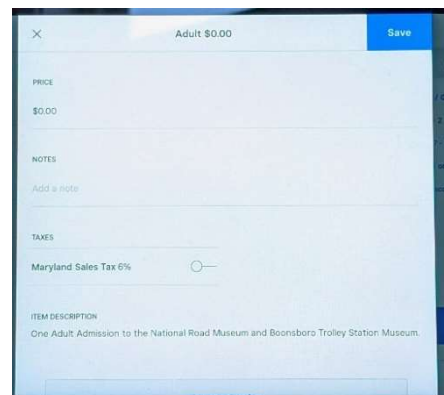 Adult $0.00
Save
PRICE
$0.00
NOTES
Add a note
TAXES
Maryland Sales Tax 6%
ITEM DESCRIPTION
One Adult Admission to the National Road Museum and Boonsboro Trolley Station Museum.